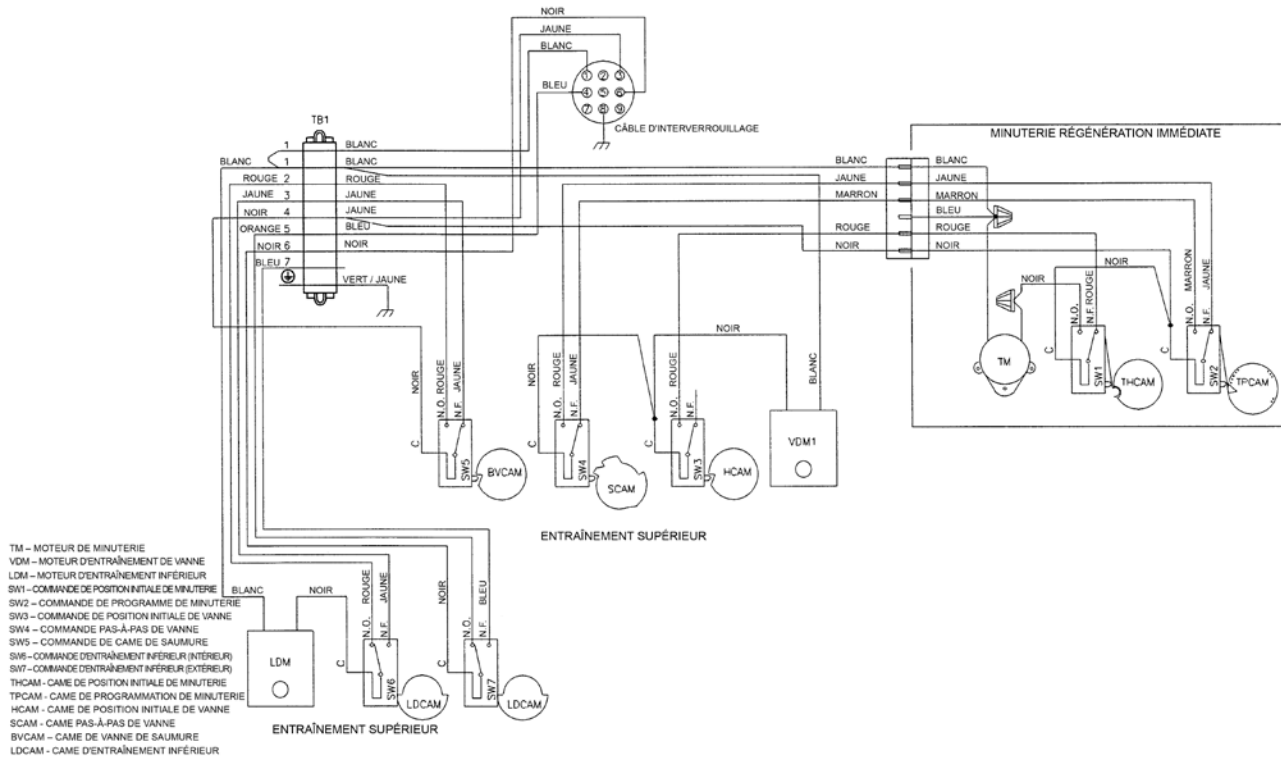 NOIR
JAUNE
BLANC
1 2 3
BLEU
4 5 6
7 8 9
CÂBLE D'INTERVERROUILLAGE
TB1
1 BLANC
BLANC 1 BLANC
ROUGE 2 ROUGE
JAUNE 3 JAUNE
NOIR 4 JAUNE
ORANGE 5 BLEU
NOIR 6 NOIR
BLEU 7
VERT / JAUNE
MINUTERIE RÉGÉNÉRATION IMMÉDIATE
BLANC BLANC
JAUNE JAUNE
MARRON MARRON
BLEU
ROUGE ROUGE
NOIR NOIR
NOIR
NOIR
N.O.
N.F. ROUGE
N.O. MARRON
N.F. JAUNE
TM
C
SW1
THCAM
C
SW2
TPCAM
NOIR
N.O. ROUGE
N.F. JAUNE
C
SW5
BVCAM
NOIR
N.O. ROUGE
N.F. JAUNE
C
SW4
SCAM
NOIR
N.O. ROUGE
N.F.
C
SW3
HCAM
BLANC
VDM1
ENTRAÎNEMENT SUPÉRIEUR
BLANC
NOIR
LDM
N.O. ROUGE
N.F. JAUNE
C
SW6
LDCAM
NOIR
N.O.
N.F. BLEU
C
SW7
LDCAM
ENTRAÎNEMENT SUPÉRIEUR
TM – MOTEUR DE MINUTERIE
VDM – MOTEUR D'ENTRAÎNEMENT DE VANNE
LDM – MOTEUR D'ENTRAÎNEMENT INFÉRIEUR
SW1 – COMMANDE DE POSITION INITIALE DE MINUTERIE
SW2 – COMMANDE DE PROGRAMME DE MINUTERIE
SW3 – COMMANDE DE POSITION INITIALE DE VANNE
SW4 – COMMANDE PAS-À-PAS DE VANNE
SW5 – COMMANDE DE CAME DE SAUMURE
SW6 – COMMANDE D'ENTRAÎNEMENT INFÉRIEUR (INTÉRIEUR)
SW7 – COMMANDE D'ENTRAÎNEMENT INFÉRIEUR (EXTÉRIEUR)
THCAM - CAME DE POSITION INITIALE DE MINUTERIE
TPCAM - CAME DE PROGRAMMATION DE MINUTERIE
HCAM - CAME DE POSITION INITIALE DE VANNE
SCAM - CAME PAS-À-PAS DE VANNE
BVCAM - CAME DE VANNE DE SAUMURE
LDCAM - CAME D'ENTRAÎNEMENT INFÉRIEUR